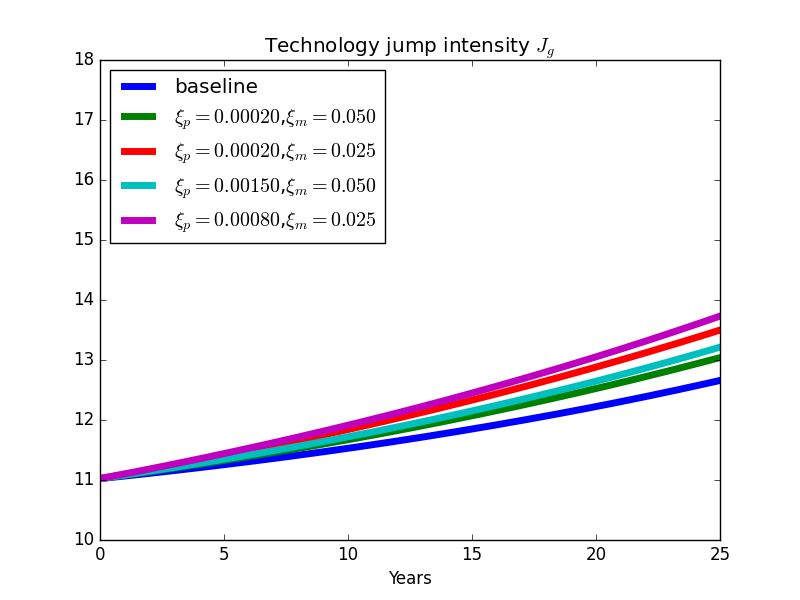 Technology jump intensity J_g
baseline
ξ_p = 0.00020,ξ_m = 0.050
ξ_p = 0.00020,ξ_m = 0.025
ξ_p = 0.00150,ξ_m = 0.050
ξ_p = 0.00080,ξ_m = 0.025
18
17
16
15
14
13
12
11
10
0 5 10 15 20 25
Years